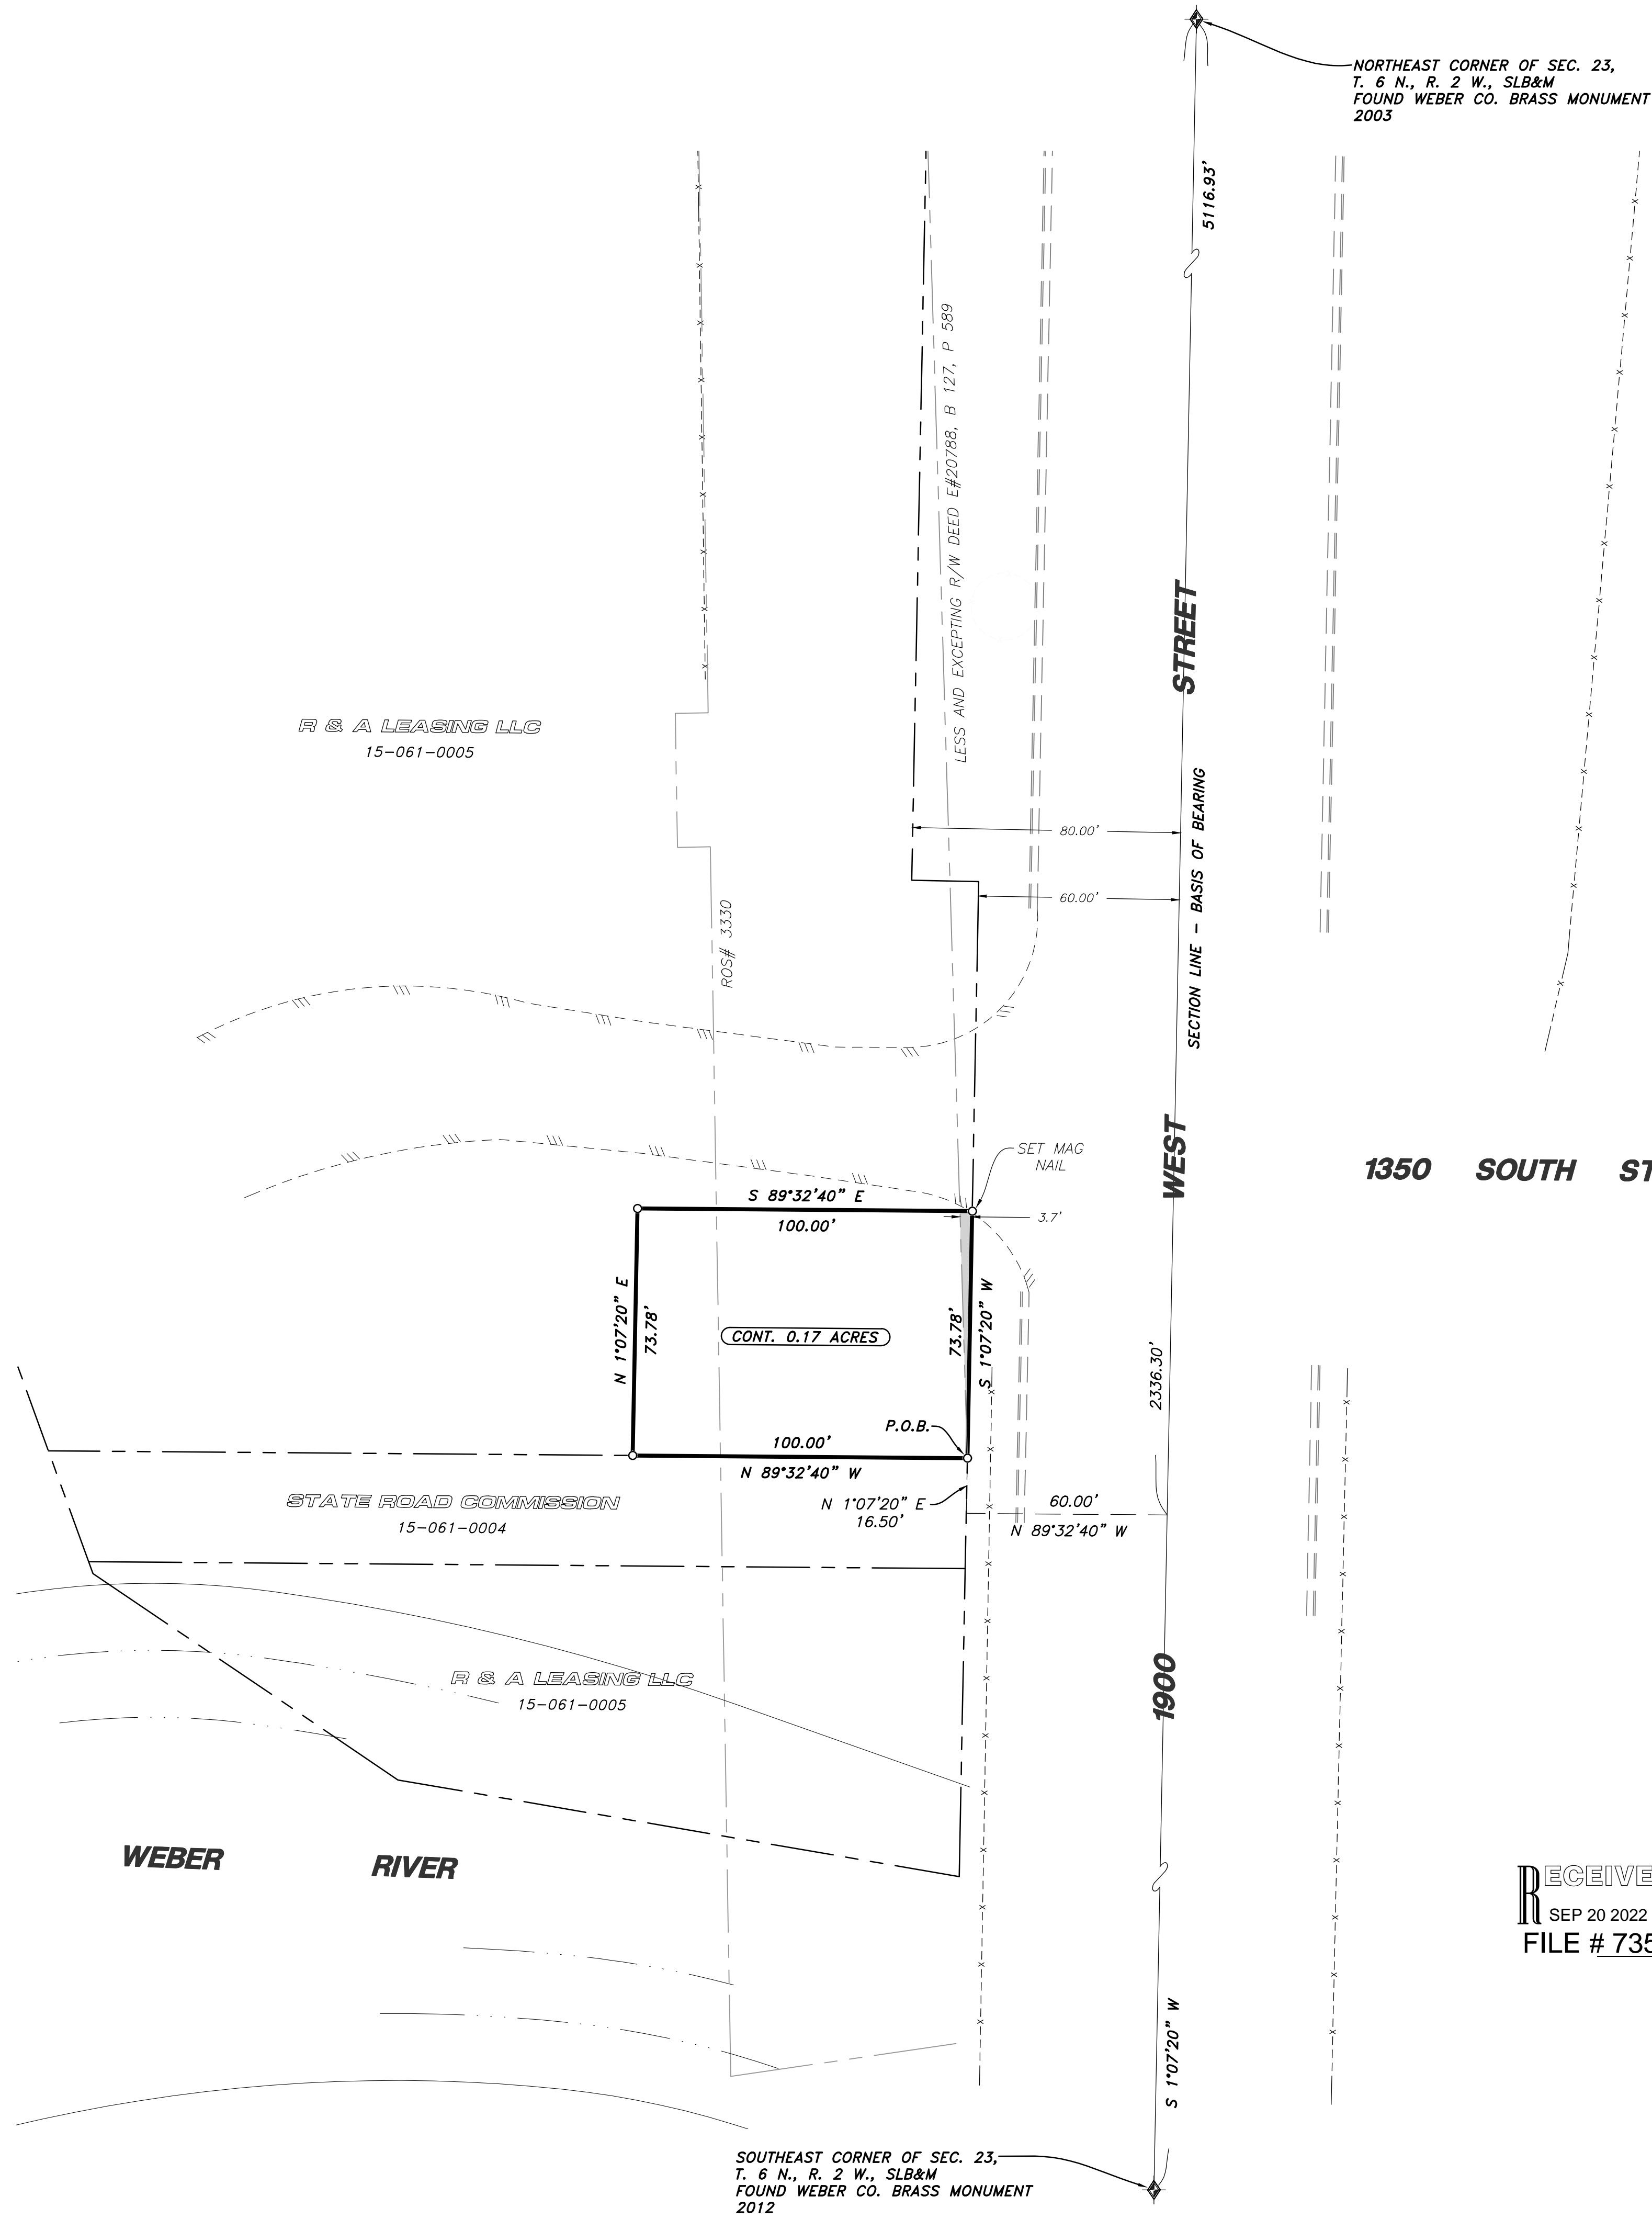 NORTHEAST CORNER OF SEC. 23,
T. 6 N., R. 2 W., SLB&M
FOUND WEBER CO. BRASS MONUMENT
2003
5116.93'
LESS AND EXCEPTING R/W DEED E#20788, B 127, P 589
R & A LEASING LLC
15-061-0005
80.00'
60.00'
SECTION LINE - BASIS OF BEARING
1900 WEST STREET
ROS# 3330
SET MAG
NAIL
1350 SOUTH ST
S 89°32'40" E
100.00'
3.7'
N 1°07'20" E
73.78'
CONT. 0.17 ACRES
73.78'
S 1°07'20" W
2336.30'
P.O.B.
100.00'
N 89°32'40" W
STATE ROAD COMMISSION
15-061-0004
N 1°07'20" E
16.50'
60.00'
N 89°32'40" W
R & A LEASING LLC
15-061-0005
WEBER RIVER
RECEIVE
SEP 20 2022
FILE # 735
S 1°07'20" W
SOUTHEAST CORNER OF SEC. 23,
T. 6 N., R. 2 W., SLB&M
FOUND WEBER CO. BRASS MONUMENT
2012